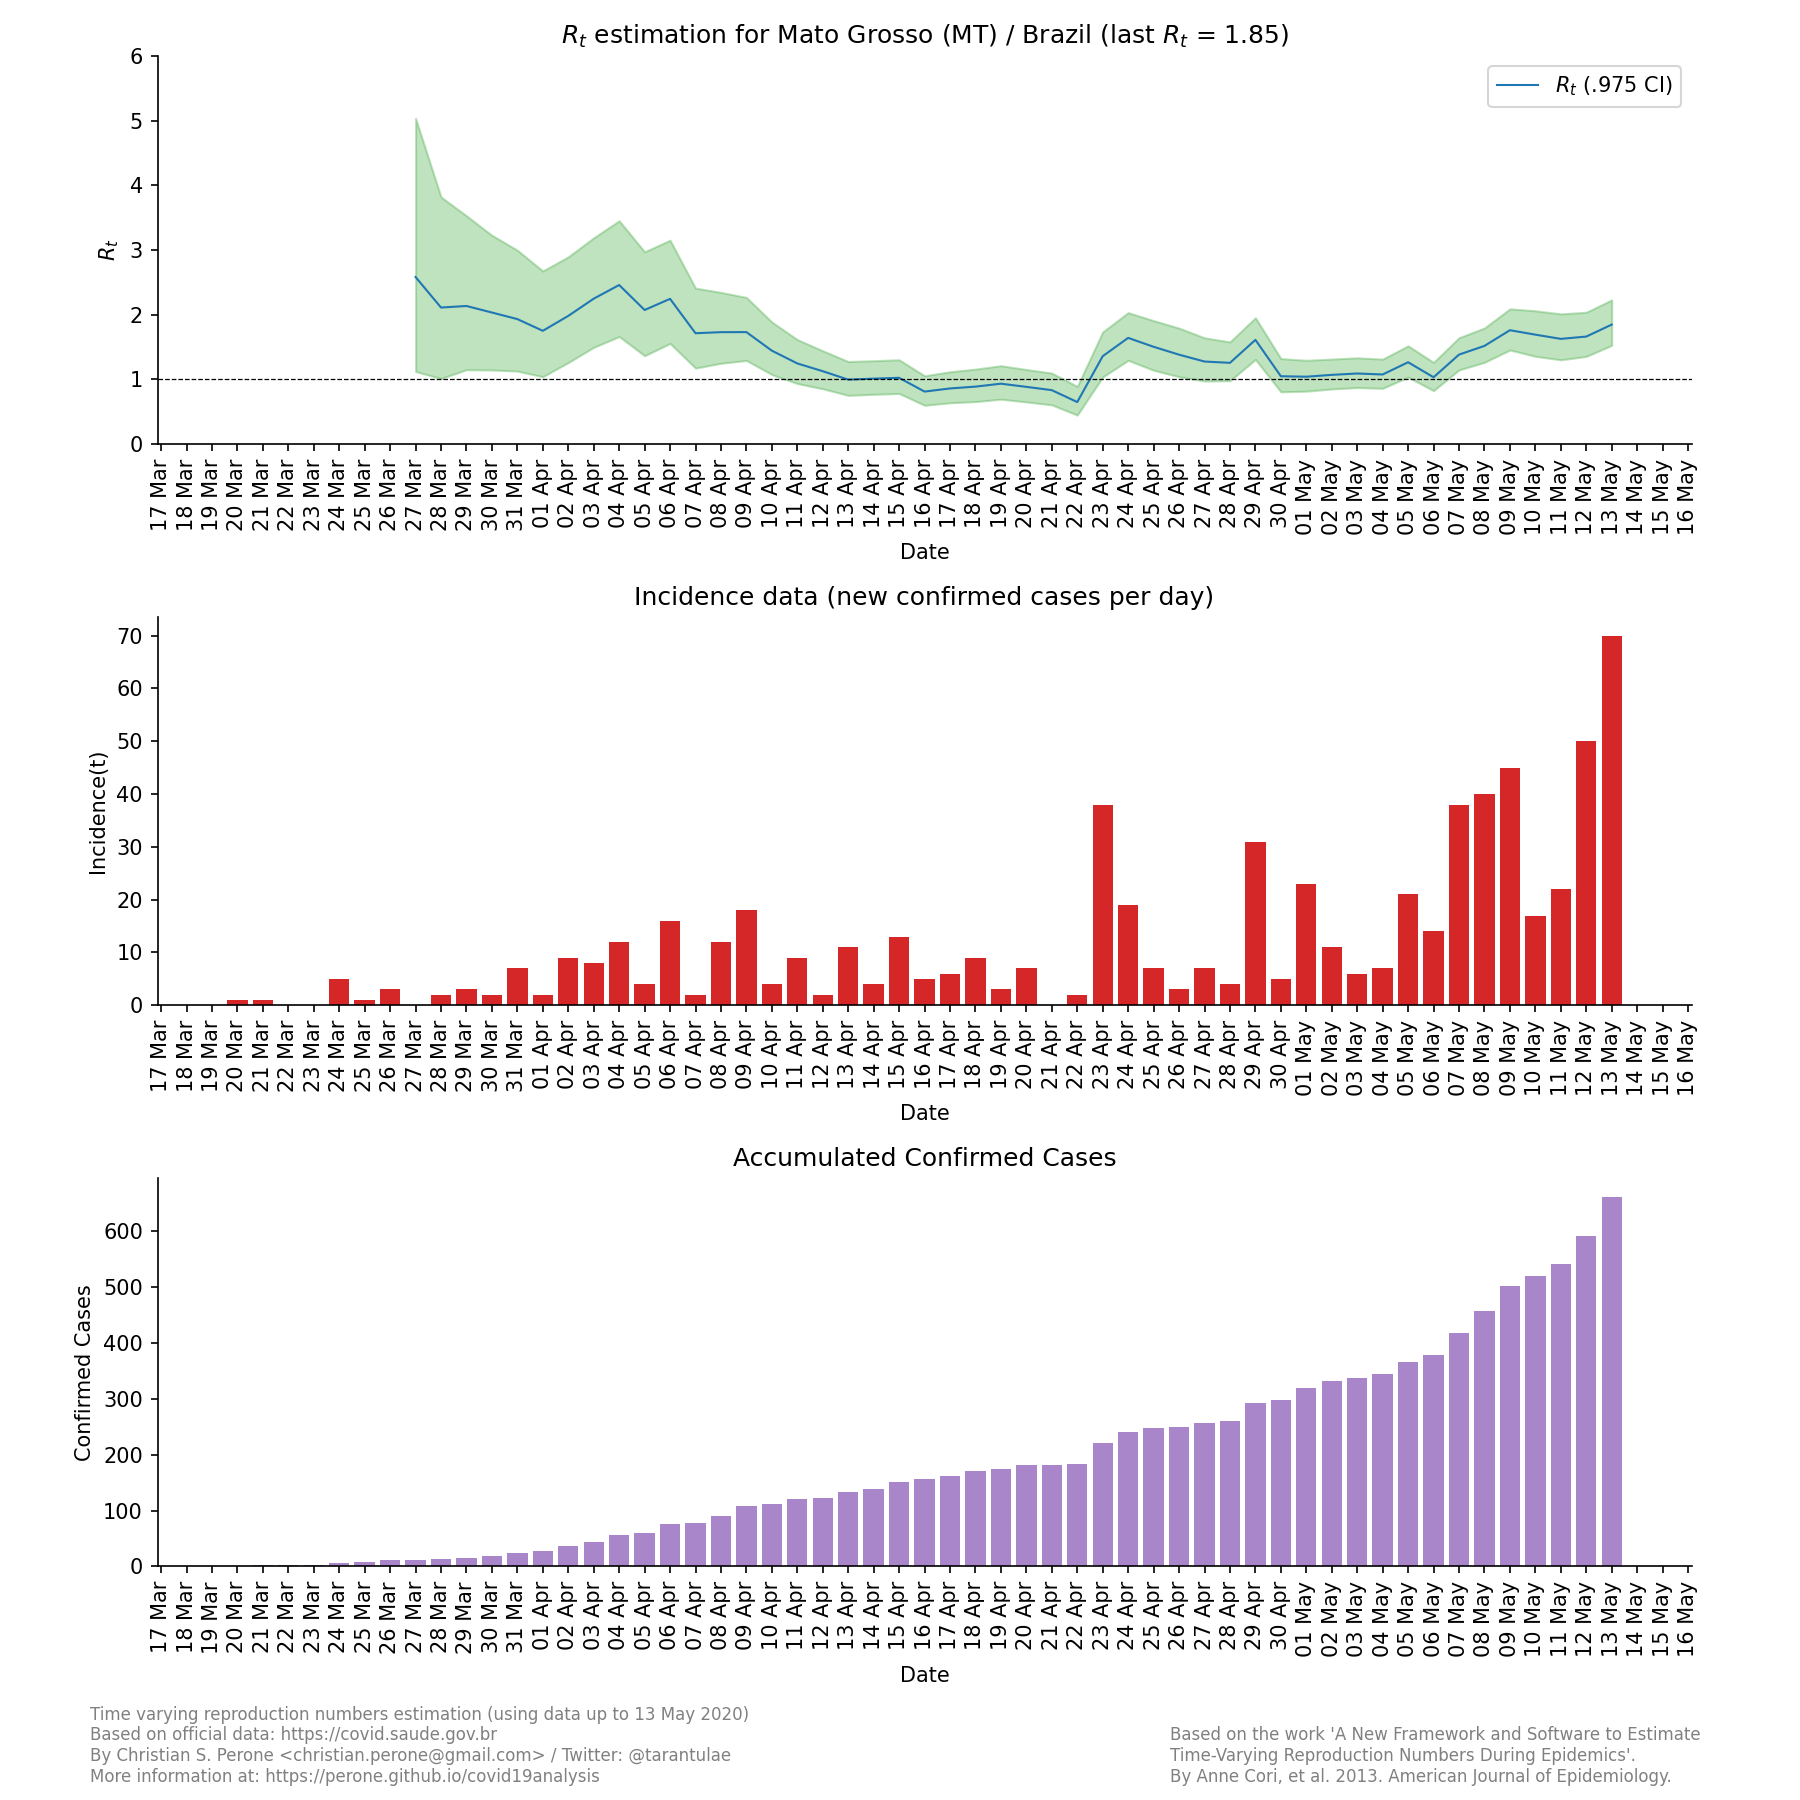 R_t estimation for Mato Grosso (MT) / Brazil (last R_t = 1.85)
R_t (.975 CI)
6
5
4
3
2
1
0
R_t
17 Mar 18 Mar 19 Mar 20 Mar 21 Mar 22 Mar 23 Mar 24 Mar 25 Mar 26 Mar 27 Mar 28 Mar 29 Mar 30 Mar 31 Mar 01 Apr 02 Apr 03 Apr 04 Apr 05 Apr 06 Apr 07 Apr 08 Apr 09 Apr 10 Apr 11 Apr 12 Apr 13 Apr 14 Apr 15 Apr 16 Apr 17 Apr 18 Apr 19 Apr 20 Apr 21 Apr 22 Apr 23 Apr 24 Apr 25 Apr 26 Apr 27 Apr 28 Apr 29 Apr 30 Apr 01 May 02 May 03 May 04 May 05 May 06 May 07 May 08 May 09 May 10 May 11 May 12 May 13 May 14 May 15 May 16 May
Date
Incidence data (new confirmed cases per day)
70
60
50
40
30
20
10
0
Incidence(t)
17 Mar 18 Mar 19 Mar 20 Mar 21 Mar 22 Mar 23 Mar 24 Mar 25 Mar 26 Mar 27 Mar 28 Mar 29 Mar 30 Mar 31 Mar 01 Apr 02 Apr 03 Apr 04 Apr 05 Apr 06 Apr 07 Apr 08 Apr 09 Apr 10 Apr 11 Apr 12 Apr 13 Apr 14 Apr 15 Apr 16 Apr 17 Apr 18 Apr 19 Apr 20 Apr 21 Apr 22 Apr 23 Apr 24 Apr 25 Apr 26 Apr 27 Apr 28 Apr 29 Apr 30 Apr 01 May 02 May 03 May 04 May 05 May 06 May 07 May 08 May 09 May 10 May 11 May 12 May 13 May 14 May 15 May 16 May
Date
Accumulated Confirmed Cases
600
500
400
300
200
100
0
Confirmed Cases
17 Mar 18 Mar 19 Mar 20 Mar 21 Mar 22 Mar 23 Mar 24 Mar 25 Mar 26 Mar 27 Mar 28 Mar 29 Mar 30 Mar 31 Mar 01 Apr 02 Apr 03 Apr 04 Apr 05 Apr 06 Apr 07 Apr 08 Apr 09 Apr 10 Apr 11 Apr 12 Apr 13 Apr 14 Apr 15 Apr 16 Apr 17 Apr 18 Apr 19 Apr 20 Apr 21 Apr 22 Apr 23 Apr 24 Apr 25 Apr 26 Apr 27 Apr 28 Apr 29 Apr 30 Apr 01 May 02 May 03 May 04 May 05 May 06 May 07 May 08 May 09 May 10 May 11 May 12 May 13 May 14 May 15 May 16 May
Date
Time varying reproduction numbers estimation (using data up to 13 May 2020)
Based on official data: https://covid.saude.gov.br
By Christian S. Perone <christian.perone@gmail.com> / Twitter: @tarantulae
More information at: https://perone.github.io/covid19analysis
Based on the work 'A New Framework and Software to Estimate
Time-Varying Reproduction Numbers During Epidemics'.
By Anne Cori, et al. 2013. American Journal of Epidemiology.